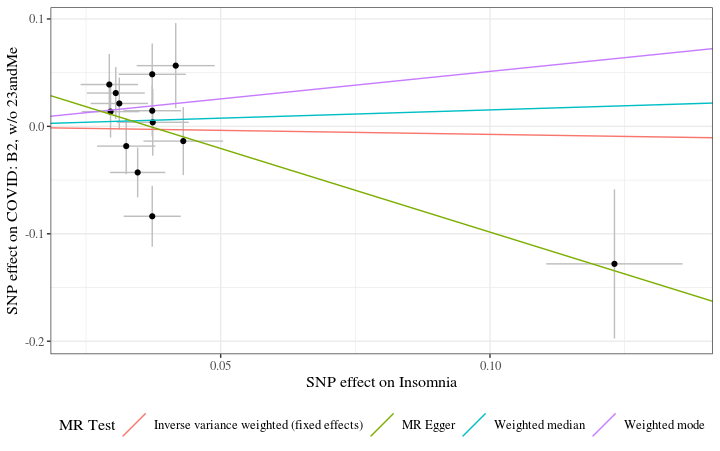 0.1
0.0
-0.1
-0.2
SNP effect on COVID: B2, w/o 23andMe
0.05 0.10
SNP effect on Insomnia
MR Test Inverse variance weighted (fixed effects) MR Egger Weighted median Weighted mode